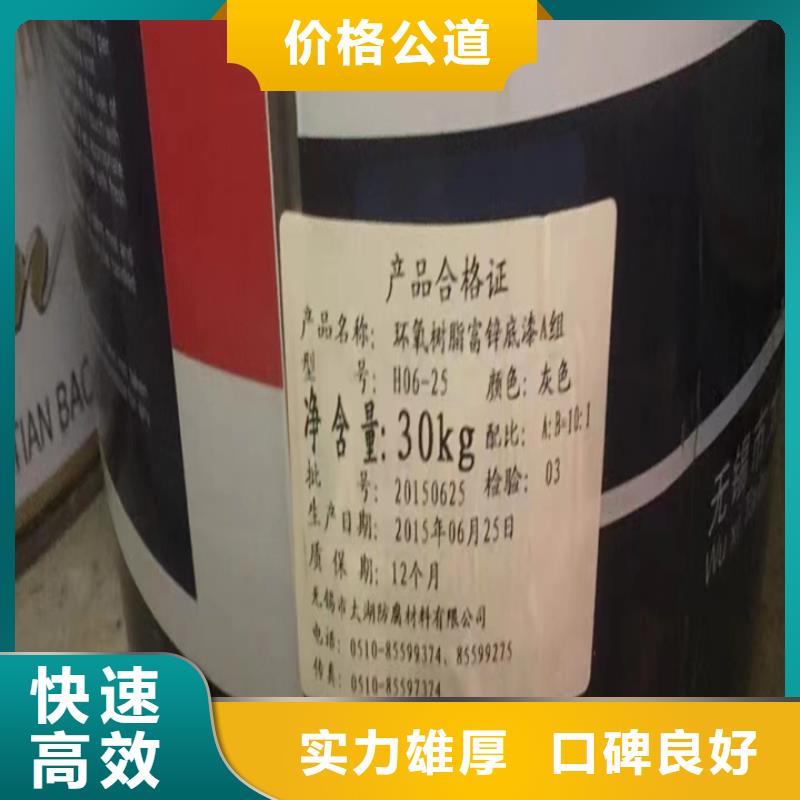 价格公道
产品合格证
产品名称: 环氧树脂富锌底漆A组
型 号: H06-25 颜色: 灰色
净含量: 30kg 配比: A:B=10:1
批 号: 20150625 检验: 03
生产日期: 2015年06月25日
质 保 期: 12个月
无锡市太湖防腐材料有限公司
电话: 0510-85599374、85599275
传真: 0510-85597374
无锡市
TIAN BAC
快速
高效
实力雄厚 口碑良好